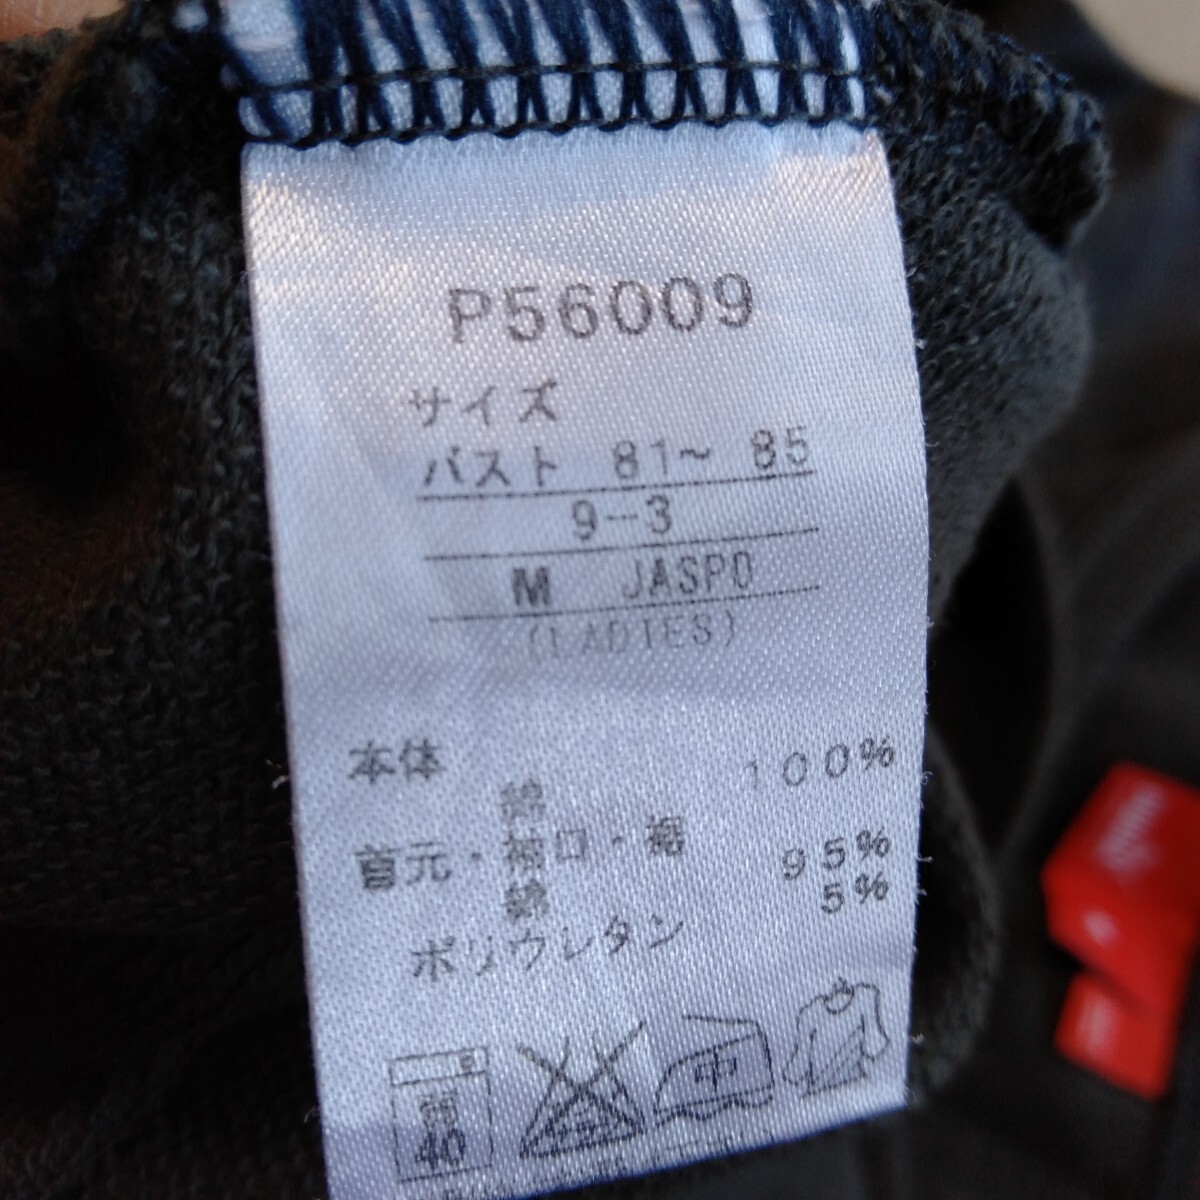 P56009
サイズ
バスト 81～ 85
9-3
M JASPO
(LADIES)
本体
綿 100%
首元・袖口・裾
綿 95%
ポリウレタン 5%
40
中